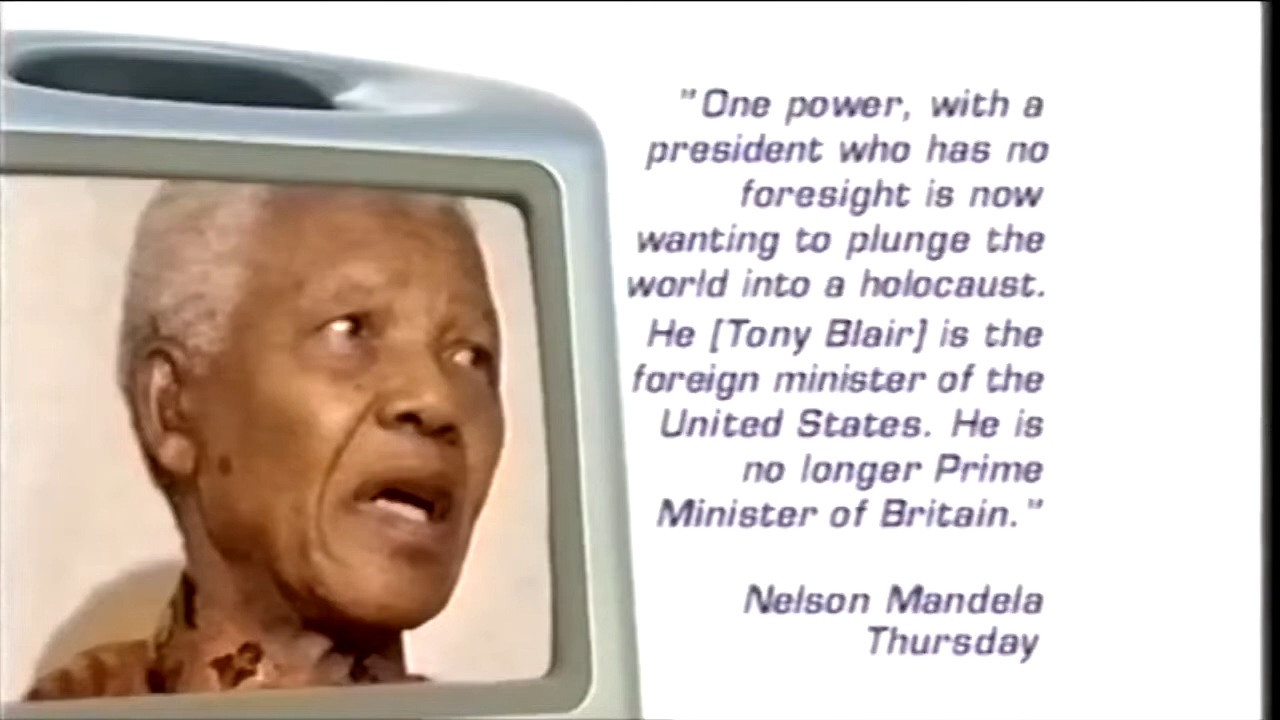 "One power, with a
president who has no
foresight is now
wanting to plunge the
world into a holocaust.
He [Tony Blair] is the
foreign minister of the
United States. He is
no longer Prime
Minister of Britain."
Nelson Mandela
Thursday